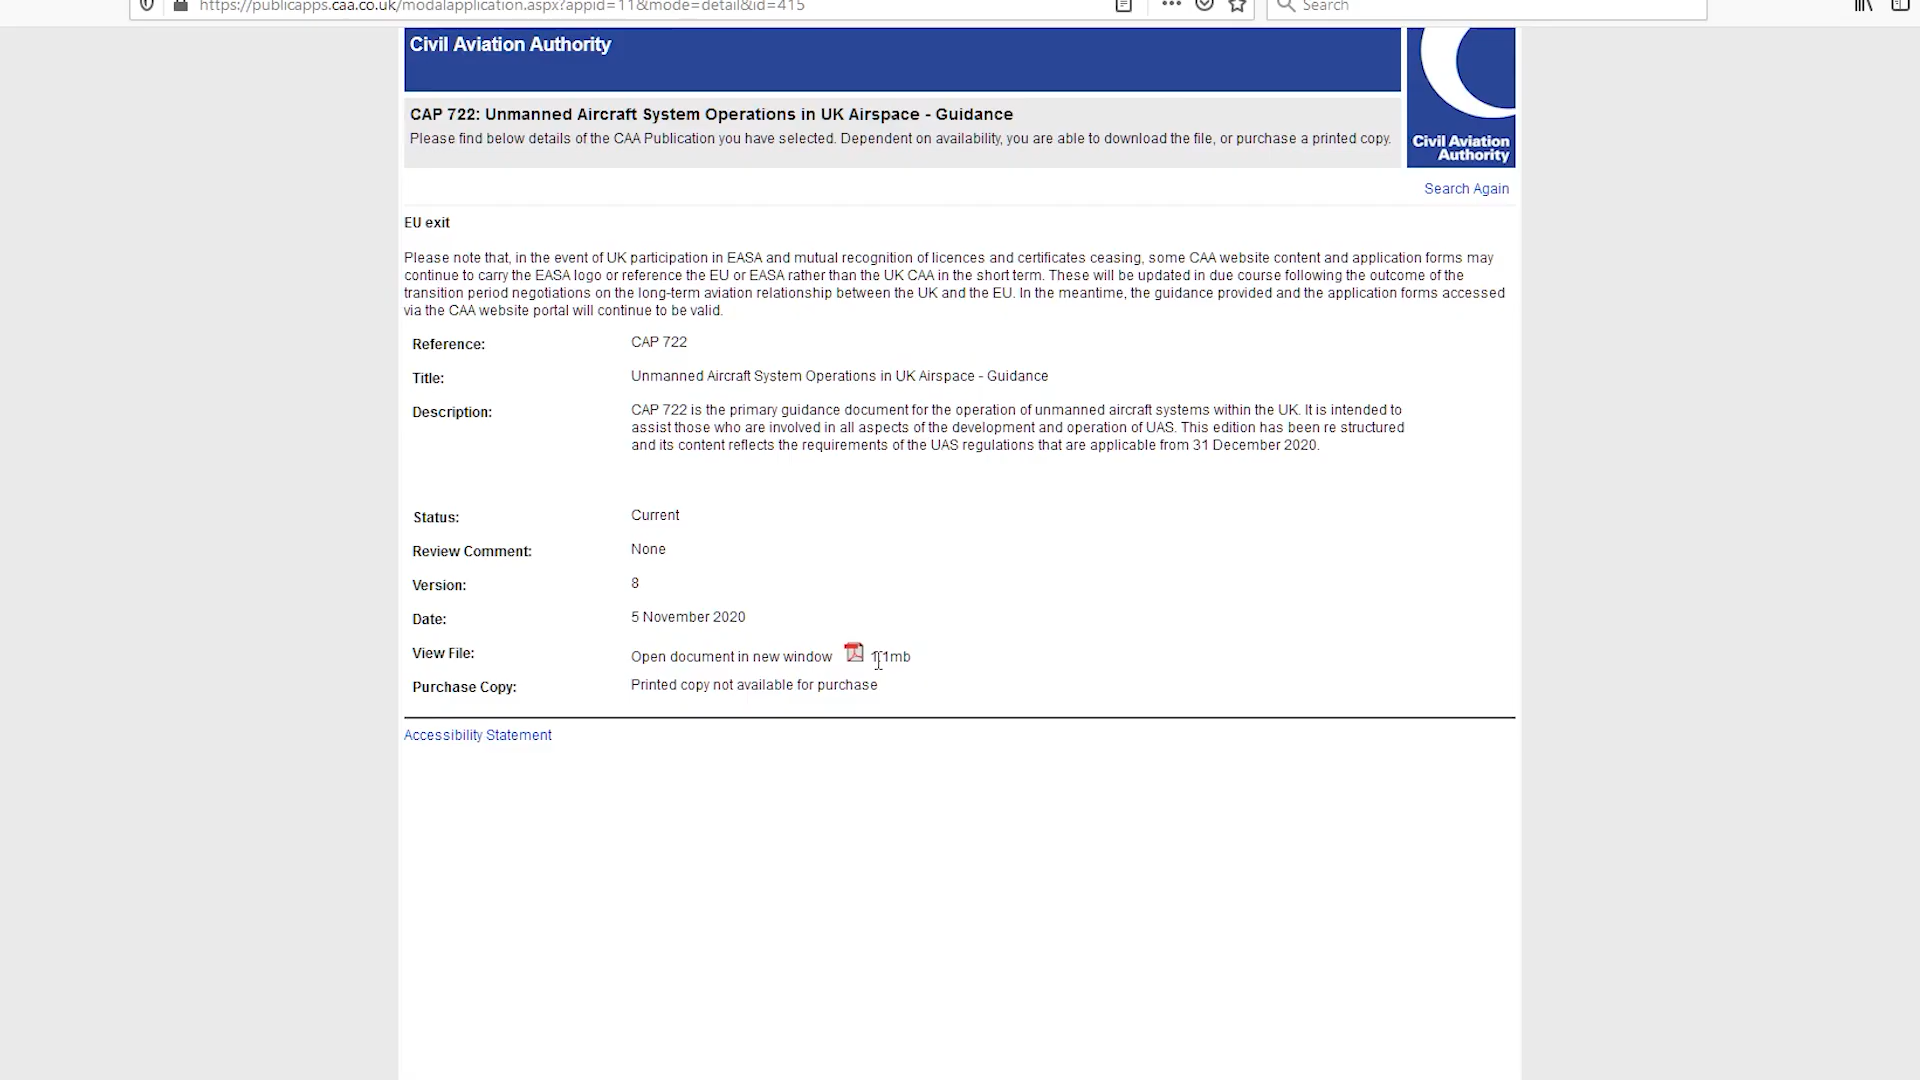 https://publicapps.caa.co.uk/modalapplication.aspx?appid=11&mode=detail&id=415
Search
Civil Aviation Authority
CAP 722: Unmanned Aircraft System Operations in UK Airspace - Guidance
Please find below details of the CAA Publication you have selected. Dependent on availability, you are able to download the file, or purchase a printed copy.
Civil Aviation
Authority
Search Again
EU exit
Please note that, in the event of UK participation in EASA and mutual recognition of licences and certificates ceasing, some CAA website content and application forms may
continue to carry the EASA logo or reference the EU or EASA rather than the UK CAA in the short term. These will be updated in due course following the outcome of the
transition period negotiations on the long-term aviation relationship between the UK and the EU. In the meantime, the guidance provided and the application forms accessed
via the CAA website portal will continue to be valid.
Reference: CAP 722
Title: Unmanned Aircraft System Operations in UK Airspace - Guidance
Description: CAP 722 is the primary guidance document for the operation of unmanned aircraft systems within the UK. It is intended to
assist those who are involved in all aspects of the development and operation of UAS. This edition has been re structured
and its content reflects the requirements of the UAS regulations that are applicable from 31 December 2020.
Status: Current
Review Comment: None
Version: 8
Date: 5 November 2020
View File: Open document in new window
Purchase Copy: Printed copy not available for purchase
Accessibility Statement